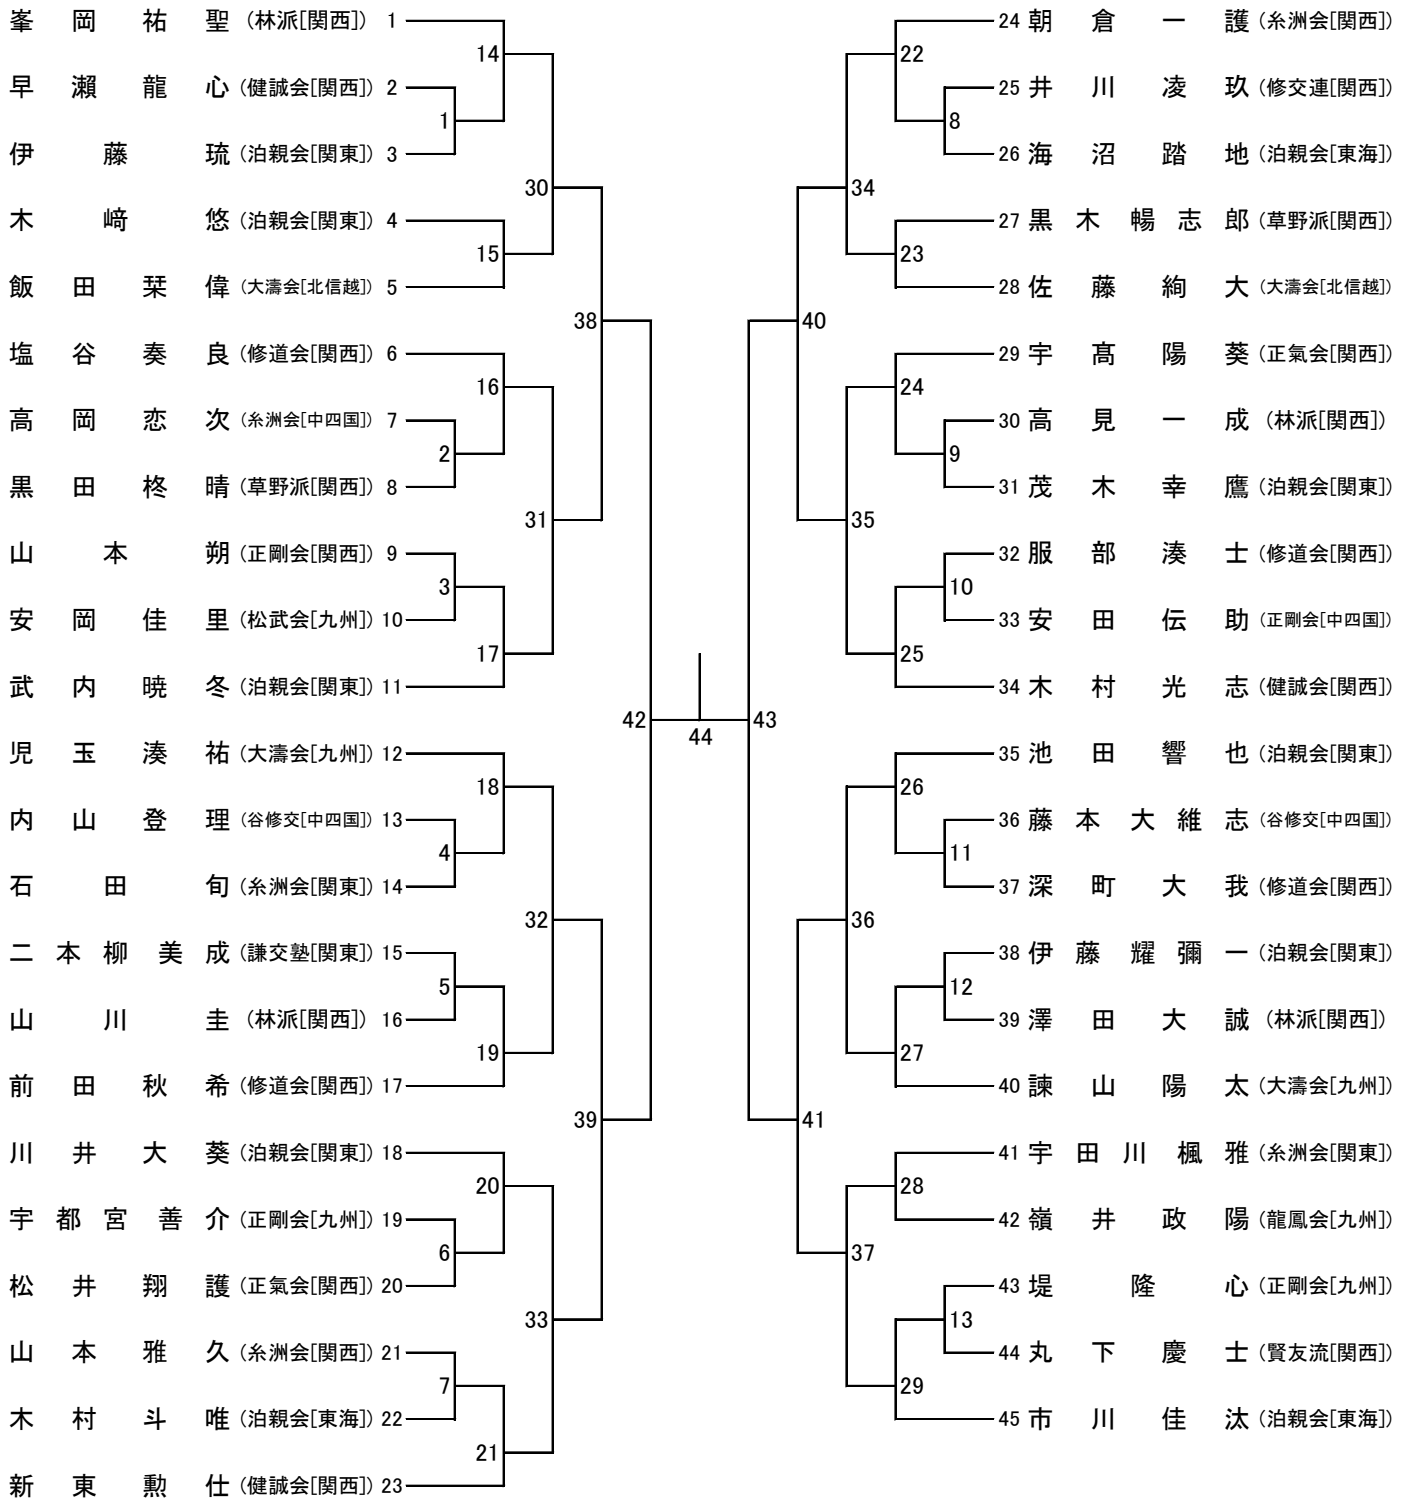 峯岡祐聖 (林派[関西]) 1
早瀬龍心 (健誠会[関西]) 2
伊藤琉 (泊親会[関東]) 3
木﨑悠 (泊親会[関東]) 4
飯田栞偉 (大濤会[北信越]) 5
塩谷奏良 (修道会[関西]) 6
高岡恋次 (糸洲会[中四国]) 7
黒田柊晴 (草野派[関西]) 8
山本朔 (正剛会[関西]) 9
安岡佳里 (松武会[九州]) 10
武内暁冬 (泊親会[関東]) 11
児玉湊祐 (大濤会[九州]) 12
内山登理 (谷修交[中四国]) 13
石田旬 (糸洲会[関東]) 14
二本柳美成 (謙交塾[関東]) 15
山川圭 (林派[関西]) 16
前田秋希 (修道会[関西]) 17
川井大葵 (泊親会[関東]) 18
宇都宮善介 (正剛会[九州]) 19
松井翔護 (正氣会[関西]) 20
山本雅久 (糸洲会[関西]) 21
木村斗唯 (泊親会[東海]) 22
新東勲仕 (健誠会[関西]) 23
1
2
3
4
5
6
7
14
15
16
17
18
19
20
21
30
31
32
33
38
39
42
44
43
40
41
34
35
36
37
22
23
24
25
26
27
28
29
8
9
10
11
12
13
24 朝倉一護 (糸洲会[関西])
25 井川凌玖 (修交連[関西])
26 海沼踏地 (泊親会[東海])
27 黒木暢志郎 (草野派[関西])
28 佐藤絢大 (大濤会[北信越])
29 宇髙陽葵 (正氣会[関西])
30 高見一成 (林派[関西])
31 茂木幸鷹 (泊親会[関東])
32 服部湊士 (修道会[関西])
33 安田伝助 (正剛会[中四国])
34 木村光志 (健誠会[関西])
35 池田響也 (泊親会[関東])
36 藤本大維志 (谷修交[中四国])
37 深町大我 (修道会[関西])
38 伊藤耀彌一 (泊親会[関東])
39 澤田大誠 (林派[関西])
40 諫山陽太 (大濤会[九州])
41 宇田川楓雅 (糸洲会[関東])
42 嶺井政陽 (龍鳳会[九州])
43 堤隆心 (正剛会[九州])
44 丸下慶士 (賢友流[関西])
45 市川佳汰 (泊親会[東海])